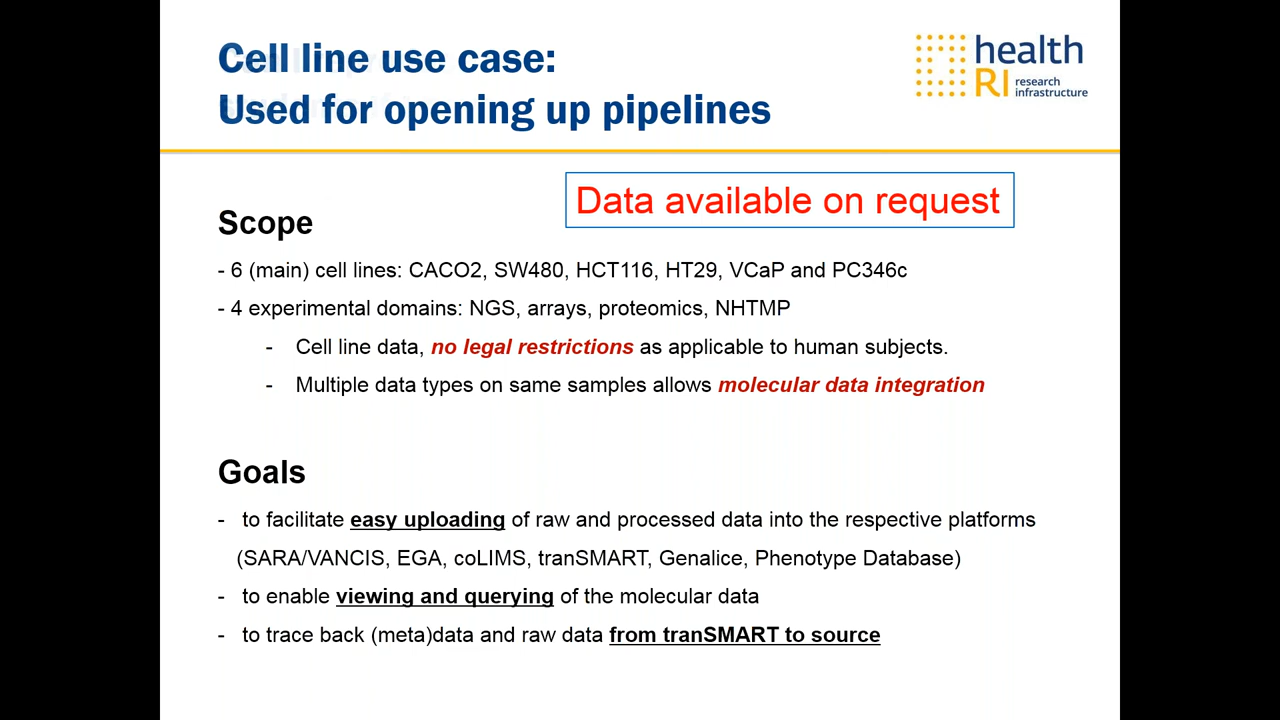 Cell line use case:
Used for opening up pipelines
health
RI research
infrastructure
Data available on request
Scope
- 6 (main) cell lines: CACO2, SW480, HCT116, HT29, VCaP and PC346c
- 4 experimental domains: NGS, arrays, proteomics, NHTMP
- Cell line data, no legal restrictions as applicable to human subjects.
- Multiple data types on same samples allows molecular data integration
Goals
- to facilitate easy uploading of raw and processed data into the respective platforms
(SARA/VANCIS, EGA, coLIMS, tranSMART, Genalice, Phenotype Database)
- to enable viewing and querying of the molecular data
- to trace back (meta)data and raw data from tranSMART to source